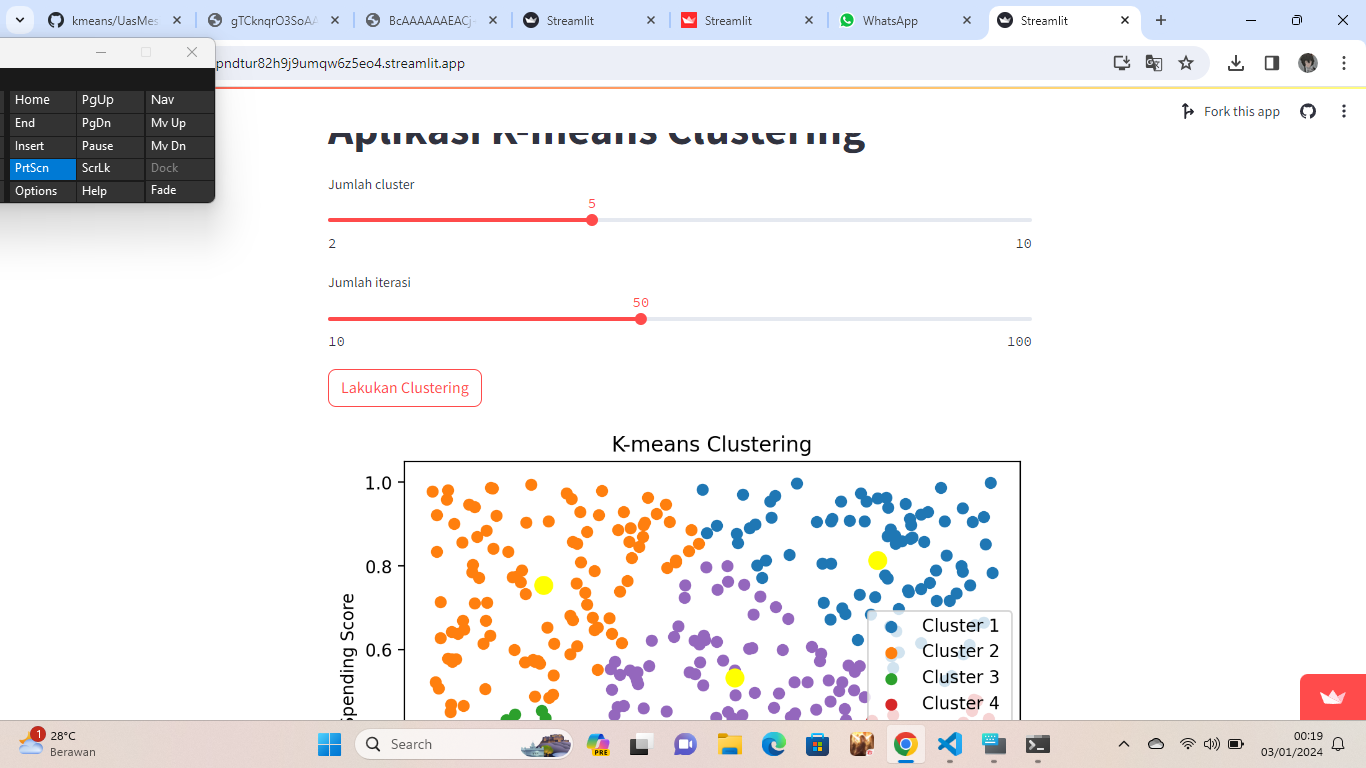 kmeans/UasMes
gTCknqrO3SoAA
BcAAAAAAEACj
Streamlit
Streamlit
WhatsApp
Streamlit
pndtur82h9j9umqw6z5eo4.streamlit.app
Home PgUp Nav
End PgDn Mv Up
Insert Pause Mv Dn
PrtScn ScrLk Dock
Options Help Fade
Fork this app
Aplikasi K-means Clustering
Jumlah cluster
5
2 10
Jumlah iterasi
50
10 100
Lakukan Clustering
K-means Clustering
1.0
0.8
0.6
Spending Score
Cluster 1
Cluster 2
Cluster 3
Cluster 4
1
28°C
Berawan
Search
PRE
00:19
03/01/2024